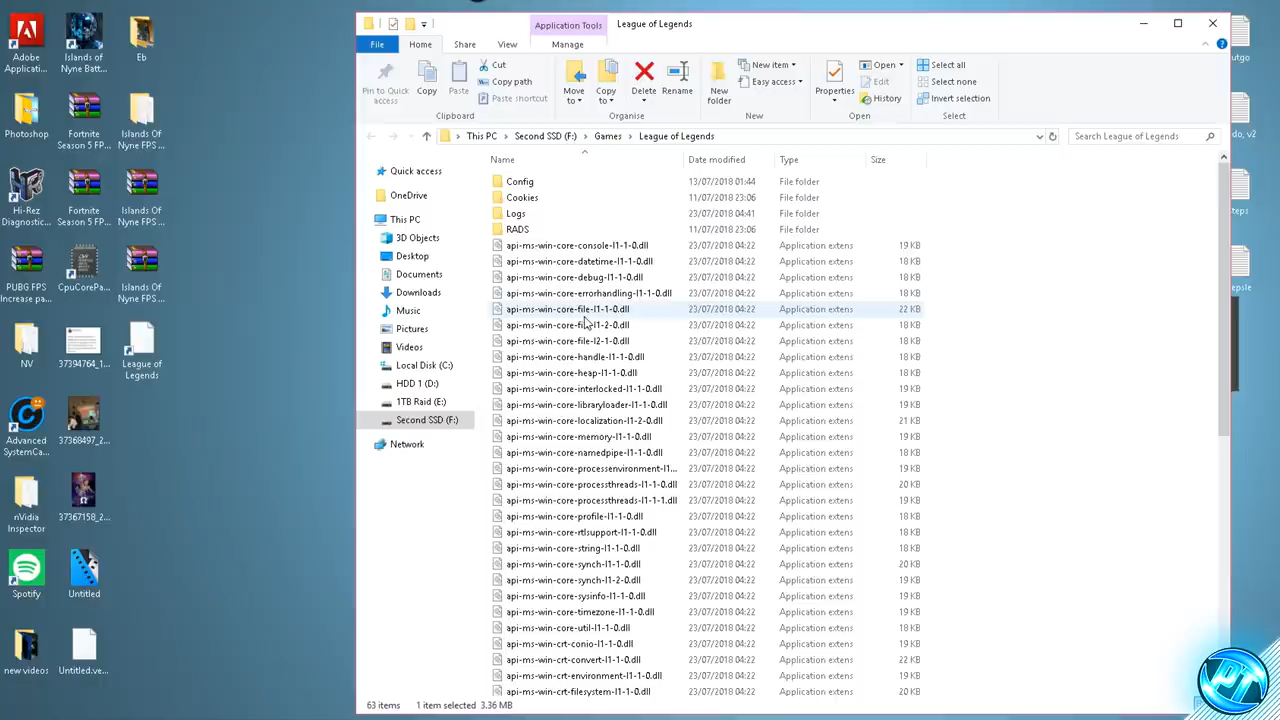 Adobe Applicati...
Islands of Nyne Batt...
Eb
Photoshop
Fortnite Season 5 FP...
Islands Of Nyne FPS ...
Hi-Rez Diagnostic...
Fortnite Season 5 FP...
Islands Of Nyne FPS ...
PUBG FPS Increase pa...
CpuCorePa...
Islands Of Nyne FPS ...
NV
37394764_1...
League of Legends
Advanced SystemCa...
37368497_2...
nVidia Inspector
37367158_2...
Spotify
Untitled
new videos
Untitled.ve...
Application Tools
League of Legends
File
Home
Share
View
Manage
Pin to Quick access
Copy
Paste
Cut
Copy path
Paste shortcut
Clipboard
Move to
Copy to
Delete
Rename
Organise
New folder
New item
Easy access
New
Properties
Open
Edit
History
Open
Select all
Select none
Invert selection
Select
This PC > Second SSD (F:) > Games > League of Legends
Search League of Legends
Quick access
OneDrive
This PC
3D Objects
Desktop
Documents
Downloads
Music
Pictures
Videos
Local Disk (C:)
HDD 1 (D:)
1TB Raid (E:)
Second SSD (F:)
Network
Name Date modified Type Size
Config 13/07/2018 01:44 File folder
Cookies 11/07/2018 23:06 File folder
Logs 23/07/2018 04:41 File folder
RADS 11/07/2018 23:06 File folder
api-ms-win-core-console-l1-1-0.dll 23/07/2018 04:22 Application extens 19 KB
api-ms-win-core-datetime-l1-1-0.dll 23/07/2018 04:22 Application extens 18 KB
api-ms-win-core-debug-l1-1-0.dll 23/07/2018 04:22 Application extens 18 KB
api-ms-win-core-errorhandling-l1-1-0.dll 23/07/2018 04:22 Application extens 18 KB
api-ms-win-core-file-l1-1-0.dll 23/07/2018 04:22 Application extens 22 KB
api-ms-win-core-file-l1-2-0.dll 23/07/2018 04:22 Application extens 18 KB
api-ms-win-core-file-l2-1-0.dll 23/07/2018 04:22 Application extens 18 KB
api-ms-win-core-handle-l1-1-0.dll 23/07/2018 04:22 Application extens 18 KB
api-ms-win-core-heap-l1-1-0.dll 23/07/2018 04:22 Application extens 18 KB
api-ms-win-core-interlocked-l1-1-0.dll 23/07/2018 04:22 Application extens 18 KB
api-ms-win-core-libraryloader-l1-1-0.dll 23/07/2018 04:22 Application extens 19 KB
api-ms-win-core-localization-l1-2-0.dll 23/07/2018 04:22 Application extens 21 KB
api-ms-win-core-memory-l1-1-0.dll 23/07/2018 04:22 Application extens 19 KB
api-ms-win-core-namedpipe-l1-1-0.dll 23/07/2018 04:22 Application extens 18 KB
api-ms-win-core-processenvironment-l1... 23/07/2018 04:22 Application extens 19 KB
api-ms-win-core-processthreads-l1-1-0.dll 23/07/2018 04:22 Application extens 20 KB
api-ms-win-core-processthreads-l1-1-1.dll 23/07/2018 04:22 Application extens 19 KB
api-ms-win-core-profile-l1-1-0.dll 23/07/2018 04:22 Application extens 18 KB
api-ms-win-core-rtlsupport-l1-1-0.dll 23/07/2018 04:22 Application extens 18 KB
api-ms-win-core-string-l1-1-0.dll 23/07/2018 04:22 Application extens 18 KB
api-ms-win-core-synch-l1-1-0.dll 23/07/2018 04:22 Application extens 20 KB
api-ms-win-core-synch-l1-2-0.dll 23/07/2018 04:22 Application extens 19 KB
api-ms-win-core-sysinfo-l1-1-0.dll 23/07/2018 04:22 Application extens 19 KB
api-ms-win-core-timezone-l1-1-0.dll 23/07/2018 04:22 Application extens 18 KB
api-ms-win-core-util-l1-1-0.dll 23/07/2018 04:22 Application extens 18 KB
api-ms-win-crt-conio-l1-1-0.dll 23/07/2018 04:22 Application extens 19 KB
api-ms-win-crt-convert-l1-1-0.dll 23/07/2018 04:22 Application extens 22 KB
api-ms-win-crt-environment-l1-1-0.dll 23/07/2018 04:22 Application extens 19 KB
api-ms-win-crt-filesystem-l1-1-0.dll 23/07/2018 04:22 Application extens 20 KB
63 items 1 item selected 3.36 MB
utgo
do; v2
teps
epsle
PT